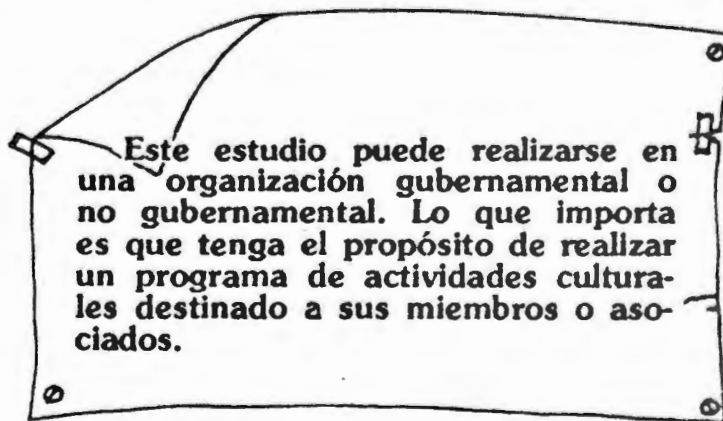 Este estudio puede realizarse en
una organización gubernamental o
no gubernamental. Lo que importa
es que tenga el propósito de realizar
un programa de actividades cultura-
les destinado a sus miembros o aso-
ciados.